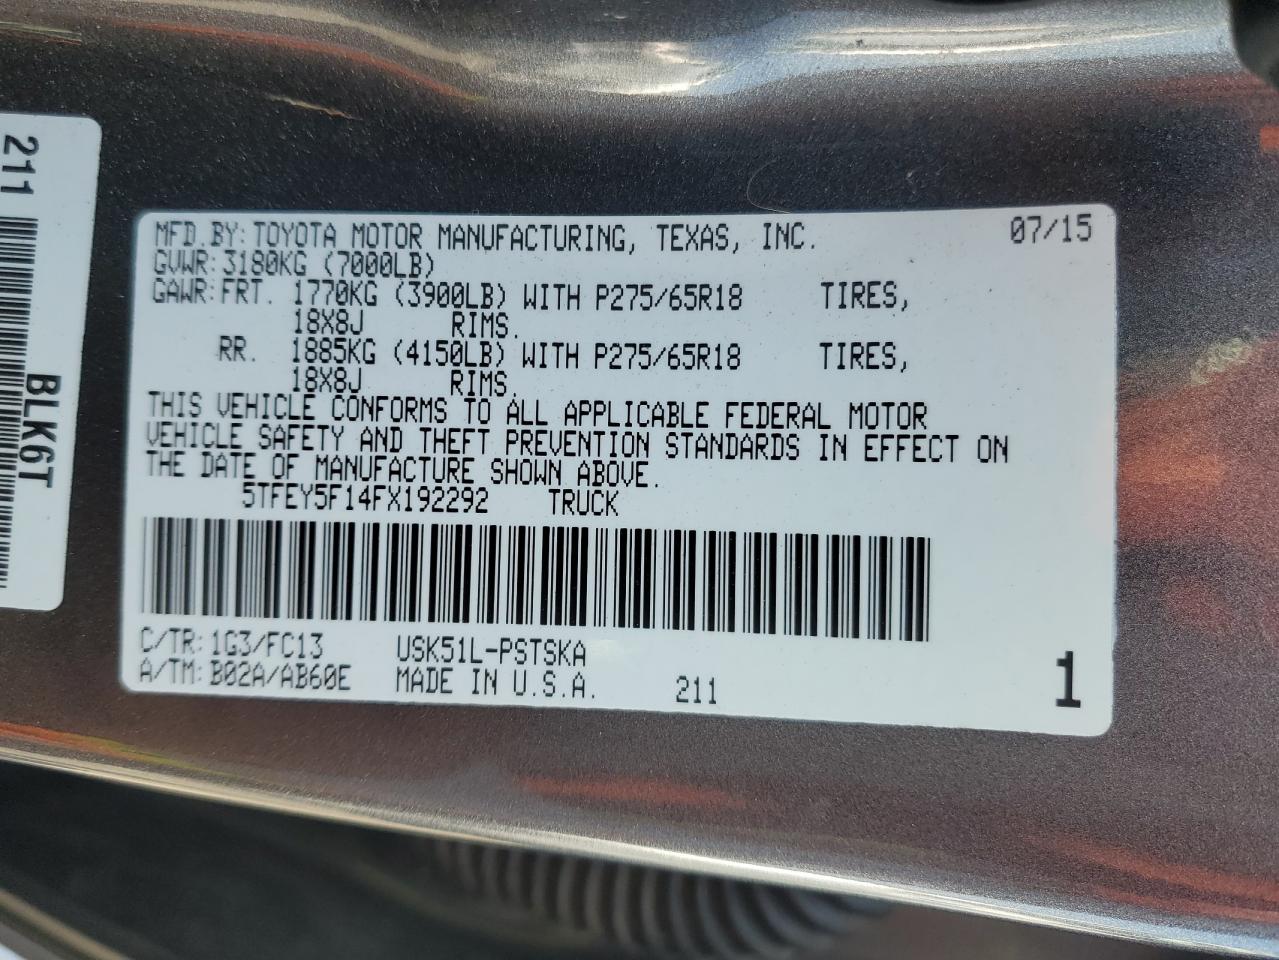 211
BLK6T
MFD.BY: TOYOTA MOTOR MANUFACTURING, TEXAS, INC. 07/15
GVWR: 3180KG (7000LB)
GAWR: FRT. 1770KG (3900LB) WITH P275/65R18 TIRES,
18X8J RIMS.
RR. 1885KG (4150LB) WITH P275/65R18 TIRES,
18X8J RIMS.
THIS VEHICLE CONFORMS TO ALL APPLICABLE FEDERAL MOTOR
VEHICLE SAFETY AND THEFT PREVENTION STANDARDS IN EFFECT ON
THE DATE OF MANUFACTURE SHOWN ABOVE.
5TFEY5F14FX192292 TRUCK
C/TR: 1G3/FC13 USK51L-PSTSKA
A/TM: B02A/AB60E MADE IN U.S.A. 211 1